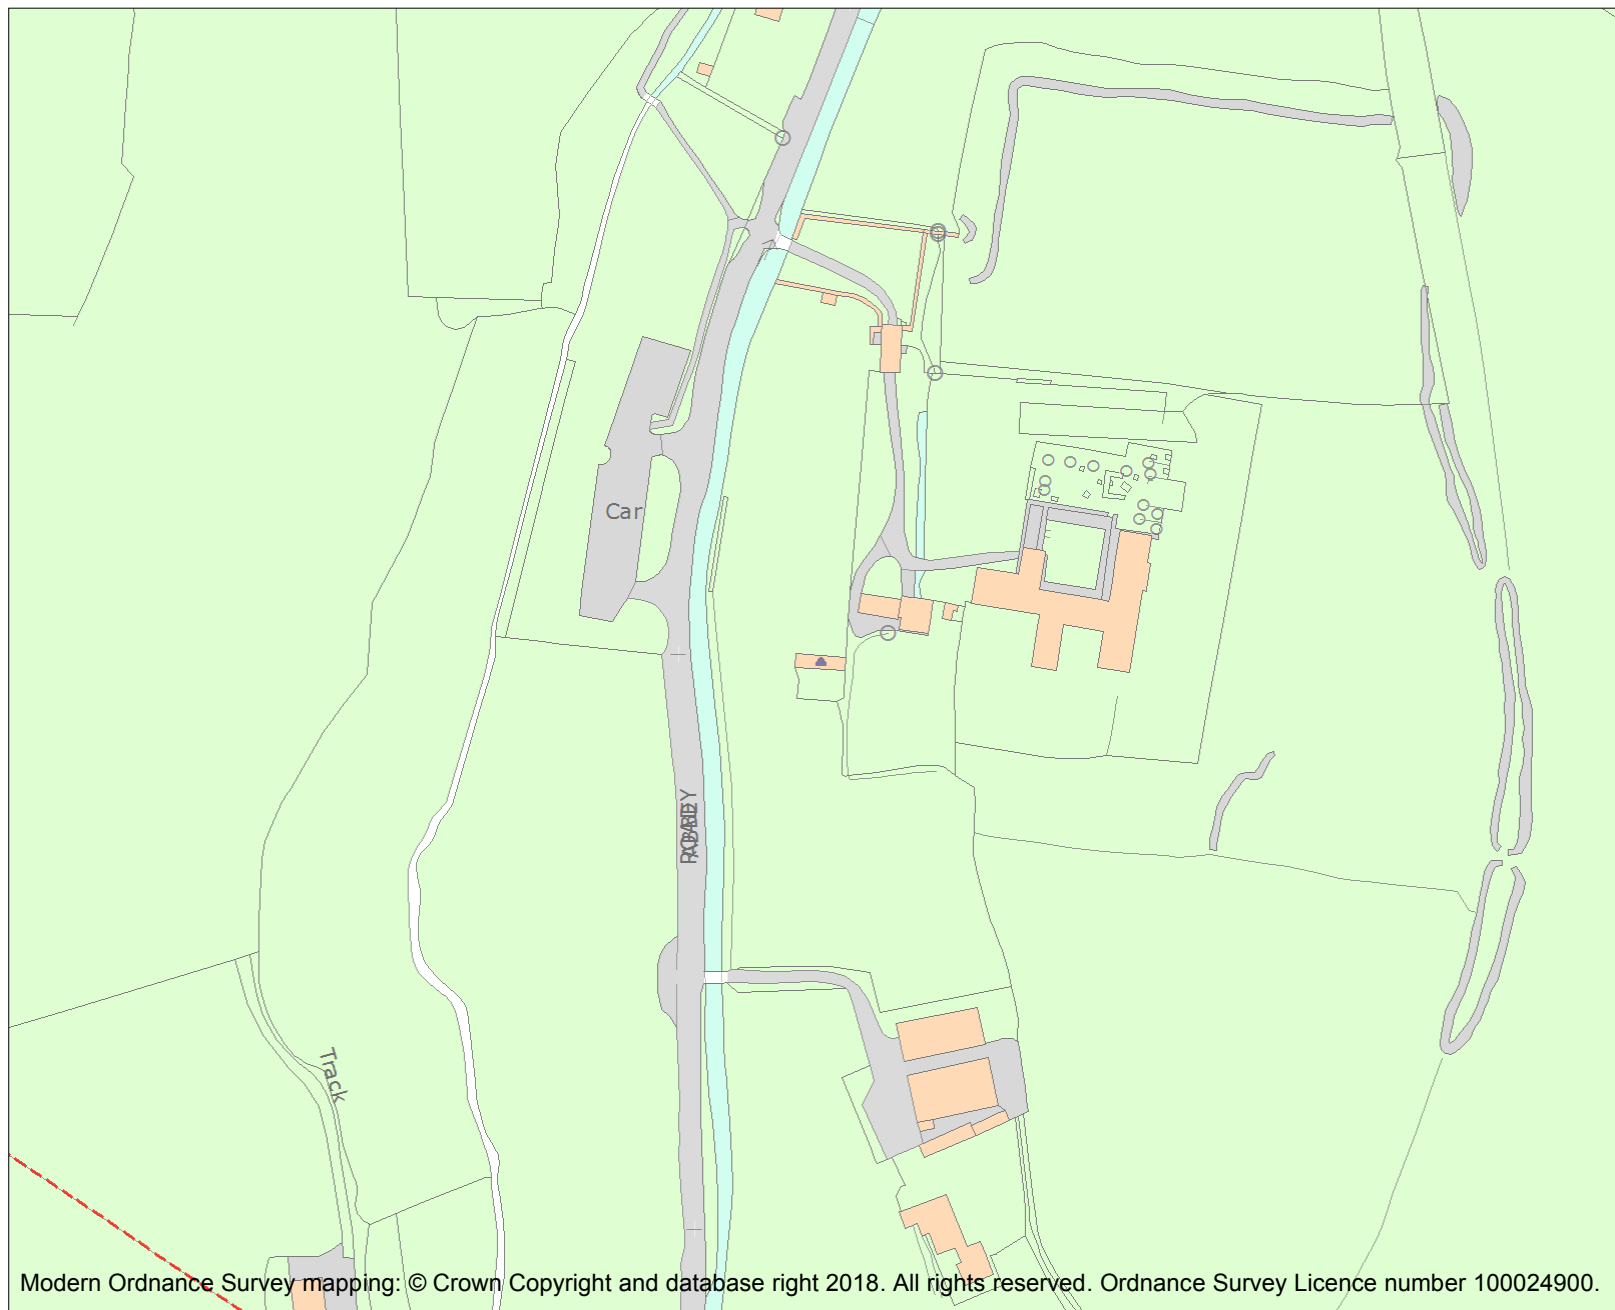 Car
Track
Modern Ordnance Survey mapping: © Crown Copyright and database right 2018. All rights reserved. Ordnance Survey Licence number 100024900.